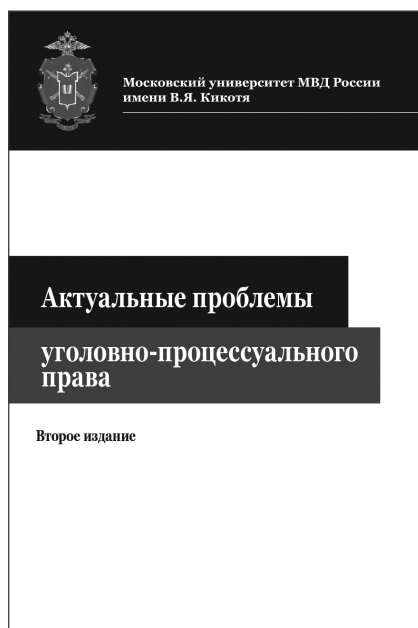 Московский университет МВД России
имени В.Я. Кикотя
Актуальные проблемы
уголовно-процессуального
права
Второе издание